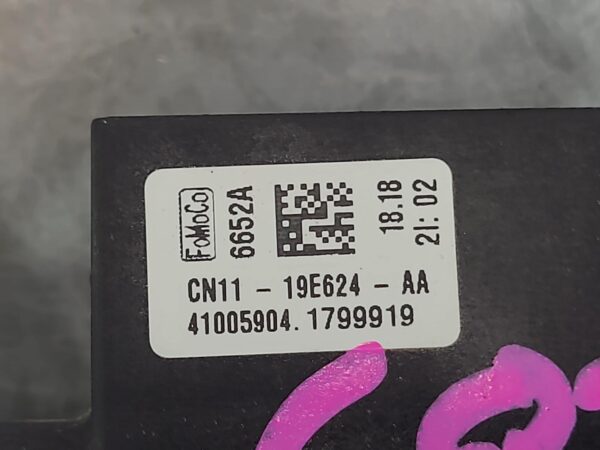 FoMoCo
6652A
18.18
21:02
CN11 - 19E624 - AA
41005904.1799919